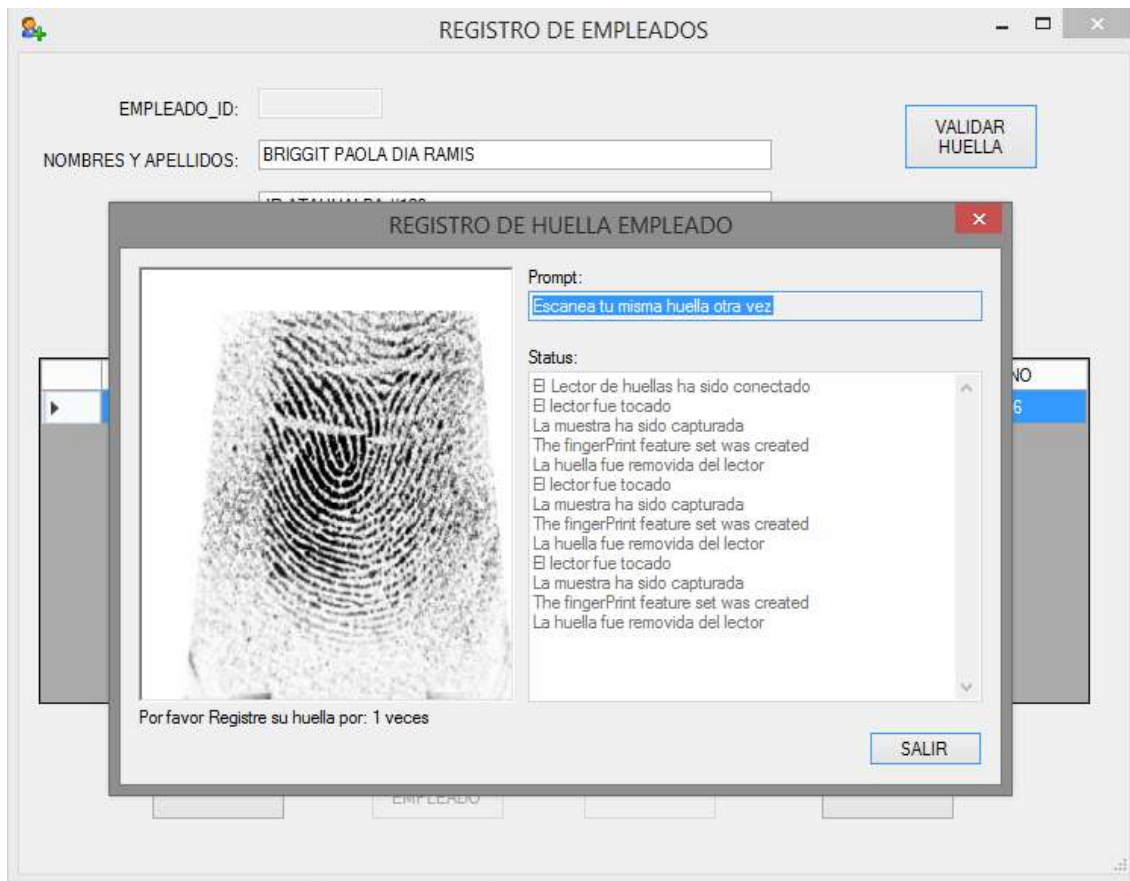 REGISTRO DE EMPLEADOS
EMPLEADO_ID:
VALIDAR
HUELLA
NOMBRES Y APELLIDOS:
BRIGGIT PAOLA DIA RAMIS
REGISTRO DE HUELLA EMPLEADO
Prompt:
Escanea tu misma huella otra vez
Status:
El Lector de huellas ha sido conectado
El lector fue tocado
La muestra ha sido capturada
The fingerPrint feature set was created
La huella fue removida del lector
El lector fue tocado
La muestra ha sido capturada
The fingerPrint feature set was created
La huella fue removida del lector
El lector fue tocado
La muestra ha sido capturada
The fingerPrint feature set was created
La huella fue removida del lector
NO
6
Por favor Registre su huella por: 1 veces
SALIR
EMPLEADO